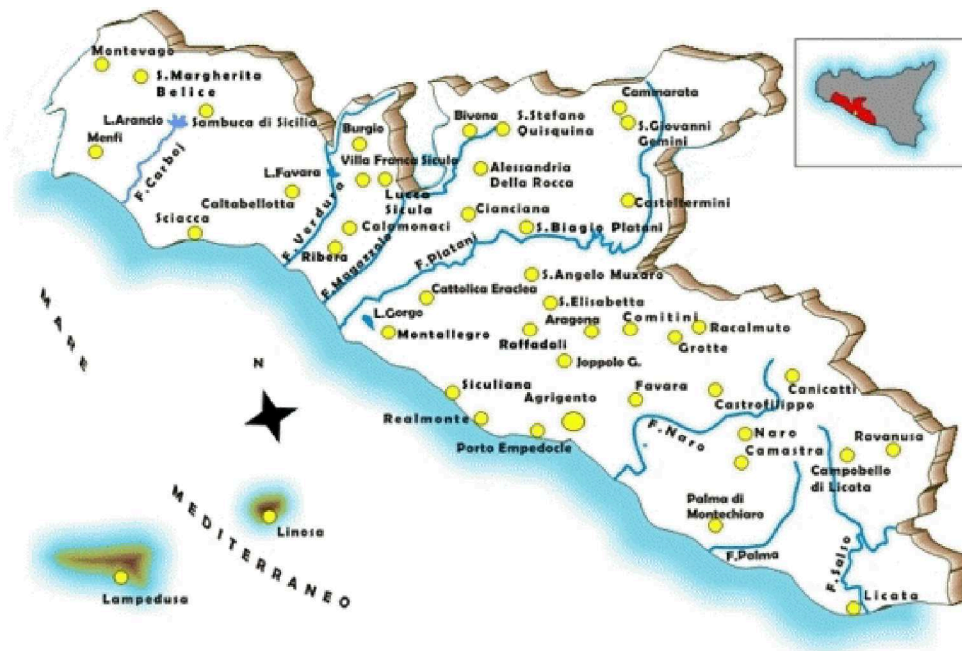 Montevago
S.Margherita
Belice
L.Arancio
Sambuca di Sicilia
Menfi
F.Carboj
L.Favara
Caltabellotta
Sciacca
Burgio
Villa Franca Sicula
Lucca
Sicula
F.Verdura
Calamonaci
Ribera
F.Magazzolo
Bivona
S.Stefano
Quisquina
Cammarata
S.Giovanni
Gemini
Alessandria
Della Rocca
Cianciana
Casteltermini
S.Biagio Platani
F.Platani
S.Angelo Muxaro
Cattolica Eraclea
S.Elisabetta
L.Gorgo
Montallegro
Aragona
Raffadali
Comitini
Racalmuto
Grotte
Joppolo G.
Siculiana
Realmonte
Agrigento
Porto Empedocle
Favara
Castrofilippo
Canicatti
F.Naro
Naro
Camastra
Ravanusa
Campobello
di Licata
Palma di
Montechiaro
F.Palma
F.Salso
Licata
MARE
N
MEDITERRANEO
Linosa
Lampedusa